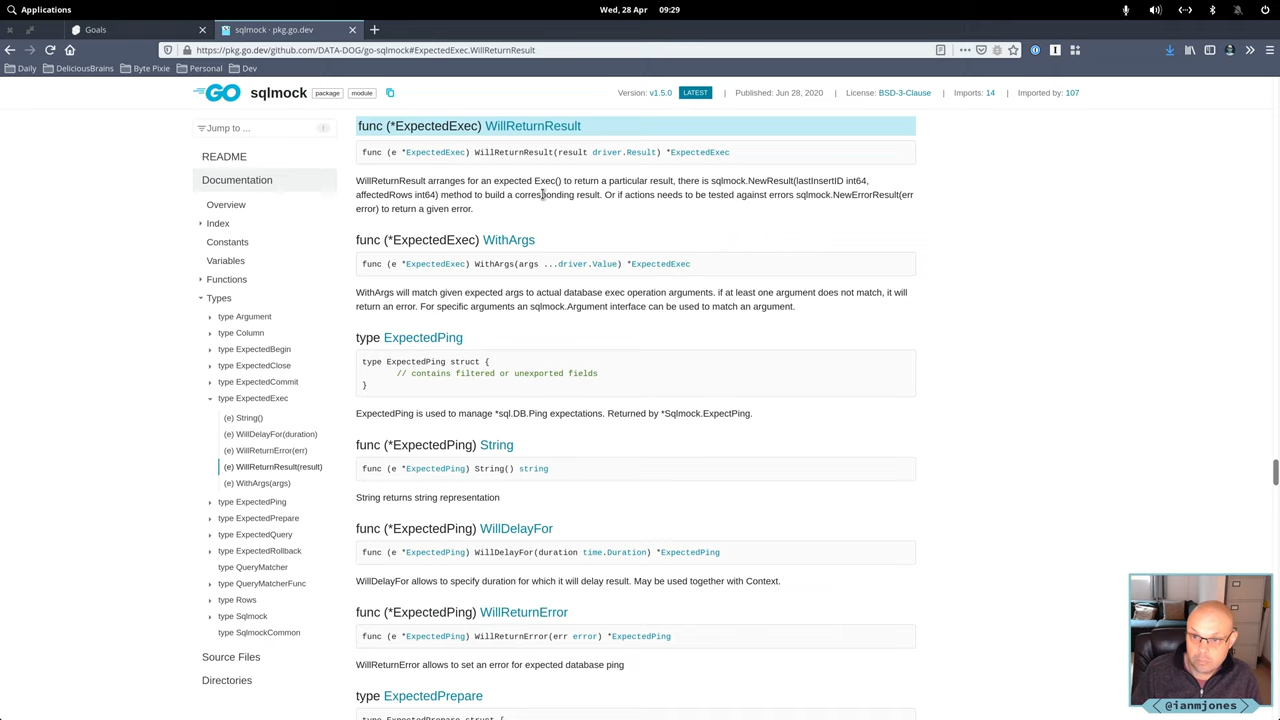 Applications
Wed, 28 Apr 09:29
Goals
sqlmock · pkg.go.dev
https://pkg.go.dev/github.com/DATA-DOG/go-sqlmock#ExpectedExec.WillReturnResult
Daily
DeliciousBrains
Byte Pixie
Personal
Dev
GO
sqlmock
package
module
Version: v1.5.0
LATEST
Published: Jun 28, 2020
License: BSD-3-Clause
Imports: 14
Imported by: 107
Jump to ...
README
Documentation
Overview
Index
Constants
Variables
Functions
Types
type Argument
type Column
type ExpectedBegin
type ExpectedClose
type ExpectedCommit
type ExpectedExec
(e) String()
(e) WillDelayFor(duration)
(e) WillReturnError(err)
(e) WillReturnResult(result)
(e) WithArgs(args)
type ExpectedPing
type ExpectedPrepare
type ExpectedQuery
type ExpectedRollback
type QueryMatcher
type QueryMatcherFunc
type Rows
type Sqlmock
type SqlmockCommon
Source Files
Directories
func (*ExpectedExec) WillReturnResult
func (e *ExpectedExec) WillReturnResult(result driver.Result) *ExpectedExec
WillReturnResult arranges for an expected Exec() to return a particular result, there is sqlmock.NewResult(lastInsertID int64,
affectedRows int64) method to build a corresponding result. Or if actions needs to be tested against errors sqlmock.NewErrorResult(err
error) to return a given error.
func (*ExpectedExec) WithArgs
func (e *ExpectedExec) WithArgs(args ...driver.Value) *ExpectedExec
WithArgs will match given expected args to actual database exec operation arguments. if at least one argument does not match, it will
return an error. For specific arguments an sqlmock.Argument interface can be used to match an argument.
type ExpectedPing
type ExpectedPing struct {
// contains filtered or unexported fields
}
ExpectedPing is used to manage *sql.DB.Ping expectations. Returned by *Sqlmock.ExpectPing.
func (*ExpectedPing) String
func (e *ExpectedPing) String() string
String returns string representation
func (*ExpectedPing) WillDelayFor
func (e *ExpectedPing) WillDelayFor(duration time.Duration) *ExpectedPing
WillDelayFor allows to specify duration for which it will delay result. May be used together with Context.
func (*ExpectedPing) WillReturnError
func (e *ExpectedPing) WillReturnError(err error) *ExpectedPing
WillReturnError allows to set an error for expected database ping
type ExpectedPrepare
type ExpectedPrepare struct {
@ianmjones